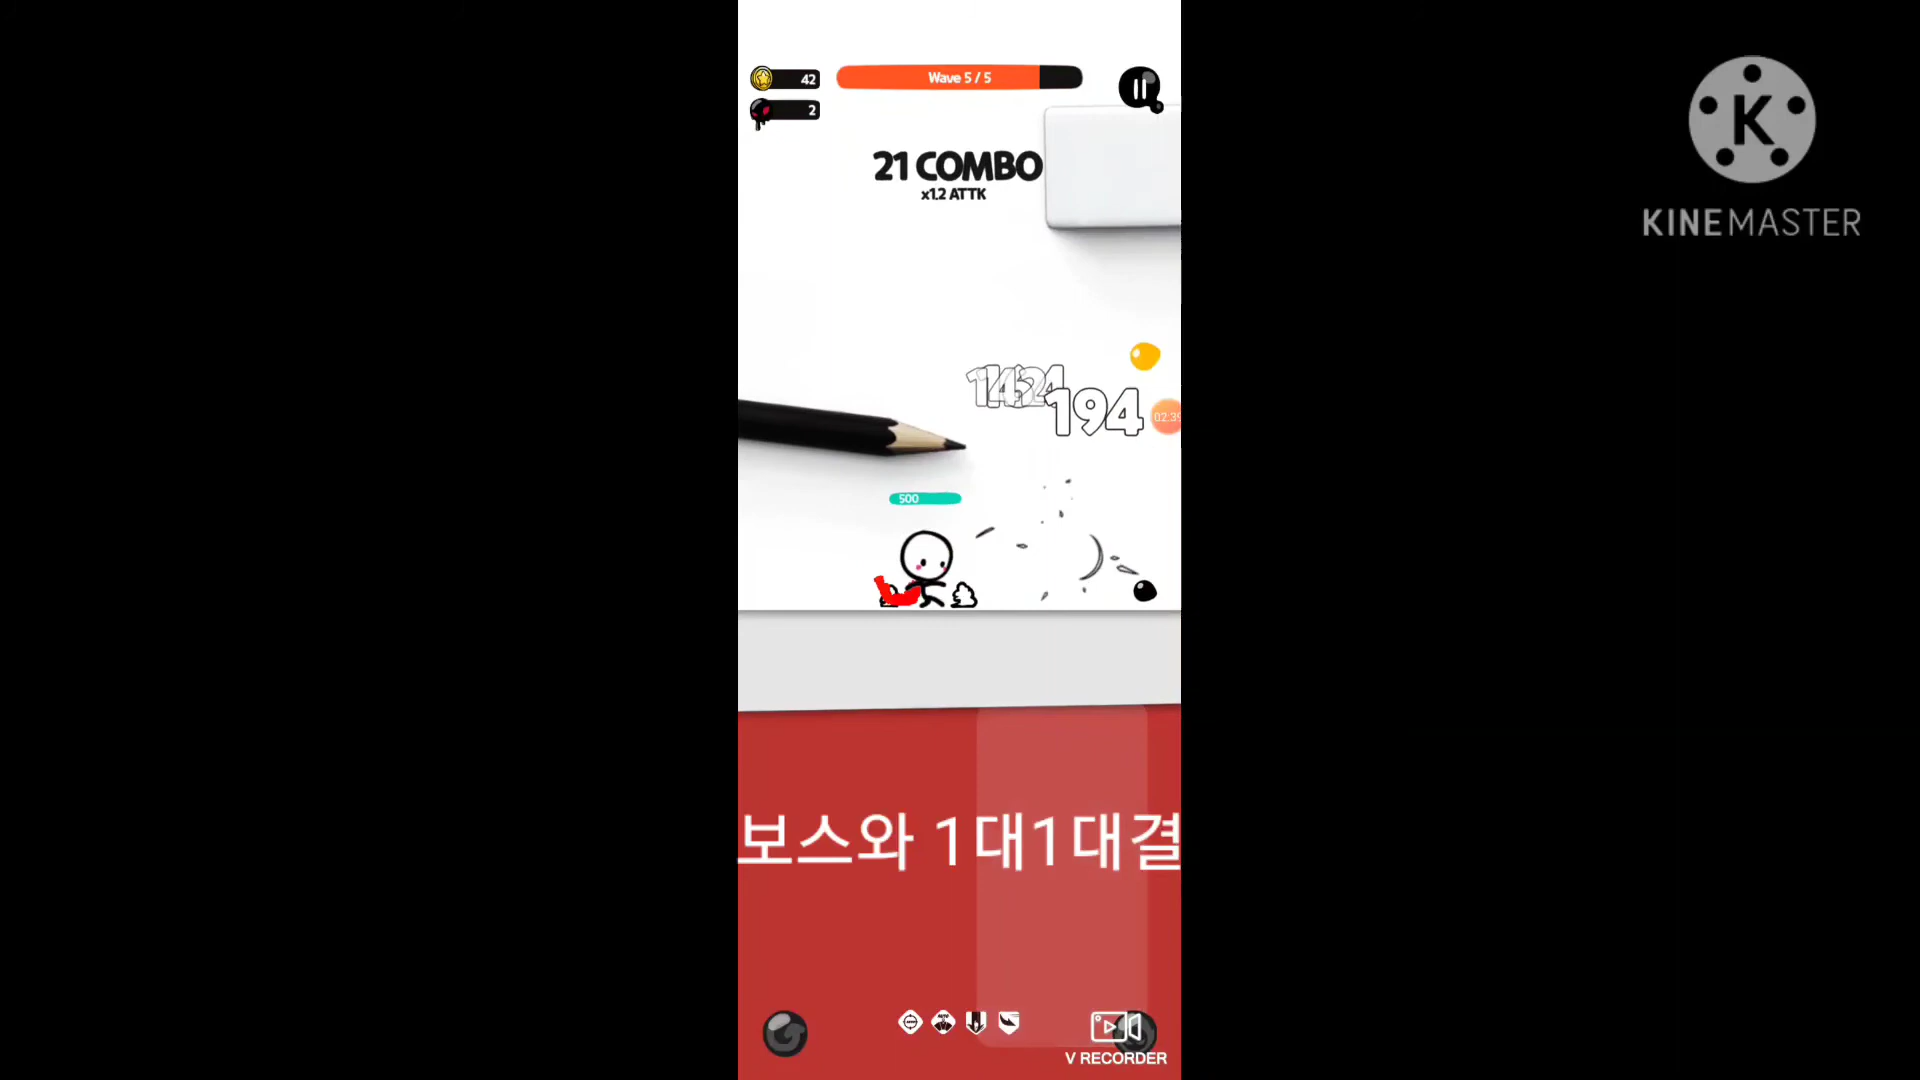 42
Wave 5 / 5
2
21 COMBO
x1.2 ATTK
194
500
보스와 1대1대결
V RECORDER
K
KINEMASTER